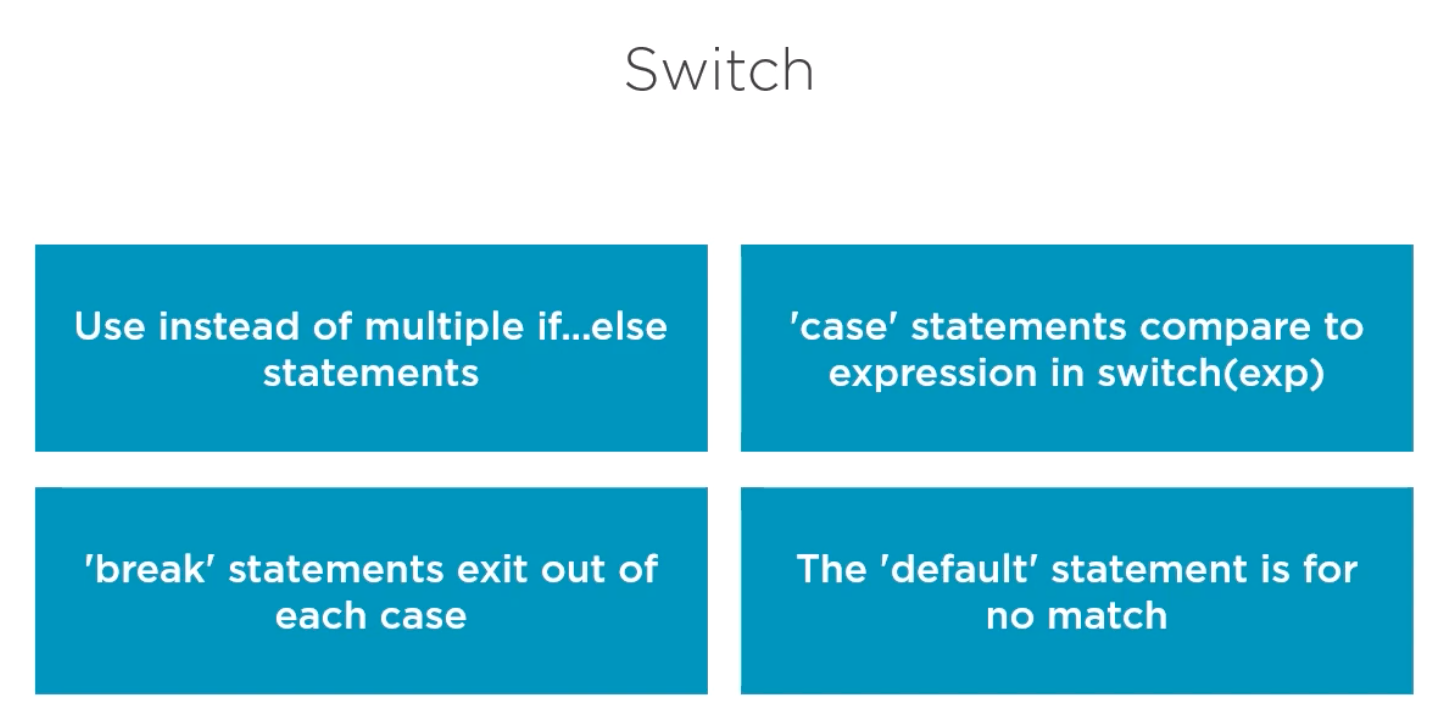 Switch
Use instead of multiple if...else
statements
'case' statements compare to
expression in switch(exp)
'break' statements exit out of
each case
The 'default' statement is for
no match